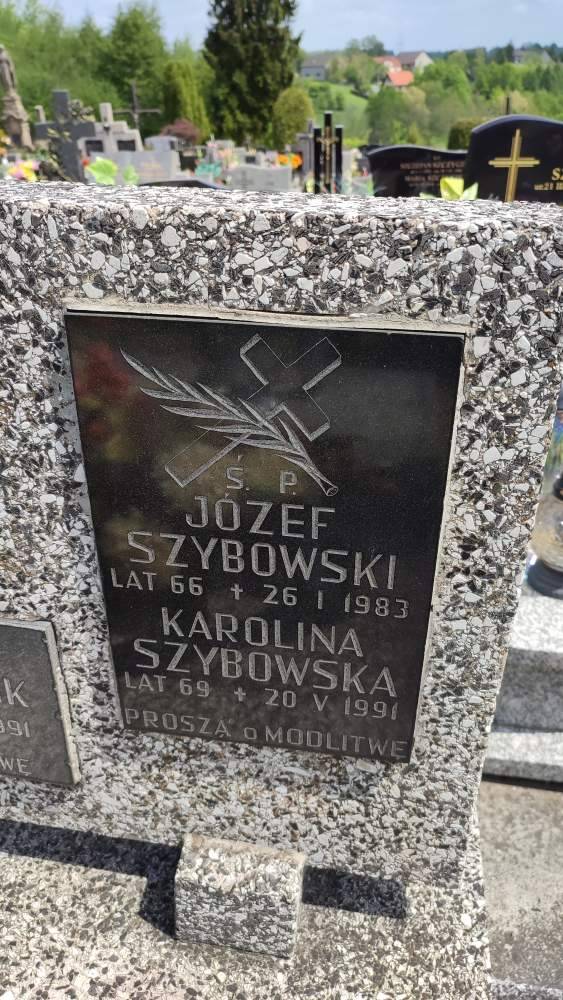 Ś. P.
JÓZEF
SZYBOWSKI
LAT 66 + 26 I 1983
KAROLINA
SZYBOWSKA
LAT 69 + 20 V 1991
PROSZĄ O MODLITWĘ